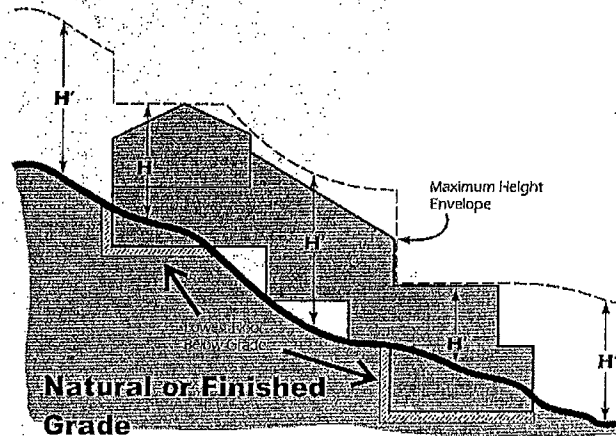 H'
H'
H'
Maximum Height
Envelope
H'
H'
Lowest Floor
Below Grade
Natural or Finished
Grade